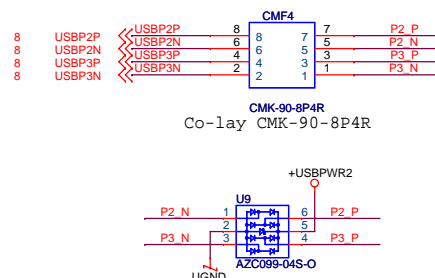 CMF4
8 USBP2P USBP2P 8 8 7 7 P2_P
8 USBP2N USBP2N 6 6 5 5 P2_N
8 USBP3P USBP3P 4 4 3 3 P3_P
8 USBP3N USBP3N 2 2 1 1 P3_N
CMK-90-8P4R
Co-lay CMK-90-8P4R
+USBPWR2
U9
P2_N 1 6 P2_P
2 5
P3_N 3 4 P3_P
AZC099-04S-O
UGND